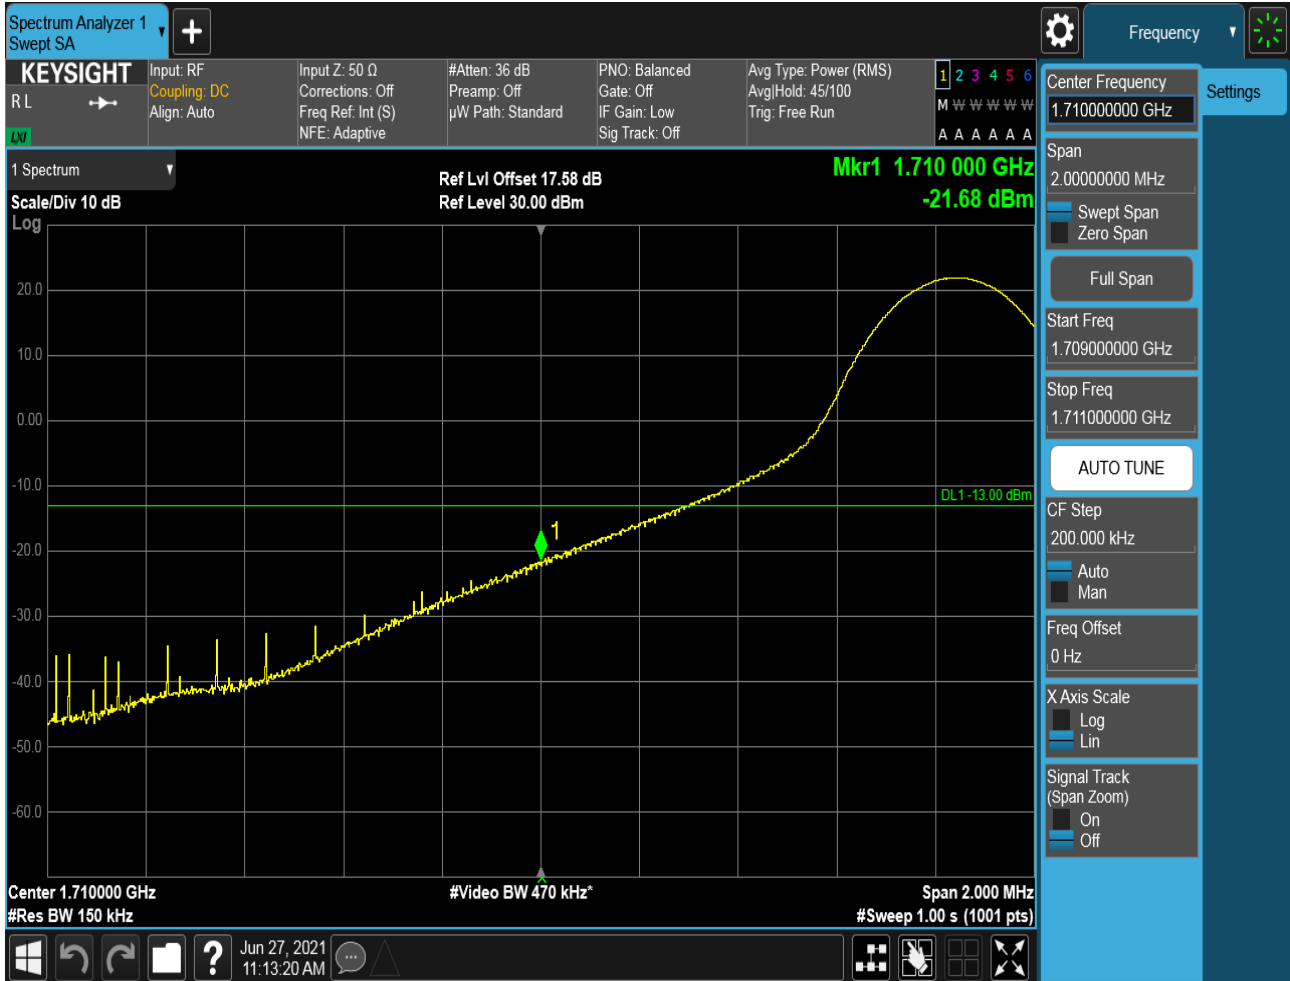 Spectrum Analyzer 1
Swept SA
Frequency
KEYSIGHT
R L
LXI
Input: RF
Coupling: DC
Align: Auto
Input Z: 50 Ω
Corrections: Off
Freq Ref: Int (S)
NFE: Adaptive
#Atten: 36 dB
Preamp: Off
µW Path: Standard
PNO: Balanced
Gate: Off
IF Gain: Low
Sig Track: Off
Avg Type: Power (RMS)
Avg|Hold: 45/100
Trig: Free Run
1 2 3 4 5 6
M W W W W W
A A A A A A
1 Spectrum
Scale/Div 10 dB
Log
Ref Lvl Offset 17.58 dB
Ref Level 30.00 dBm
Mkr1 1.710 000 GHz
-21.68 dBm
20.0
10.0
0.00
-10.0
DL1 -13.00 dBm
1
-20.0
-30.0
-40.0
-50.0
-60.0
Center 1.710000 GHz
#Video BW 470 kHz*
Span 2.000 MHz
#Res BW 150 kHz
#Sweep 1.00 s (1001 pts)
Center Frequency
1.710000000 GHz
Settings
Span
2.00000000 MHz
Swept Span
Zero Span
Full Span
Start Freq
1.709000000 GHz
Stop Freq
1.711000000 GHz
AUTO TUNE
CF Step
200.000 kHz
Auto
Man
Freq Offset
0 Hz
X Axis Scale
Log
Lin
Signal Track
(Span Zoom)
On
Off
?
Jun 27, 2021
11:13:20 AM